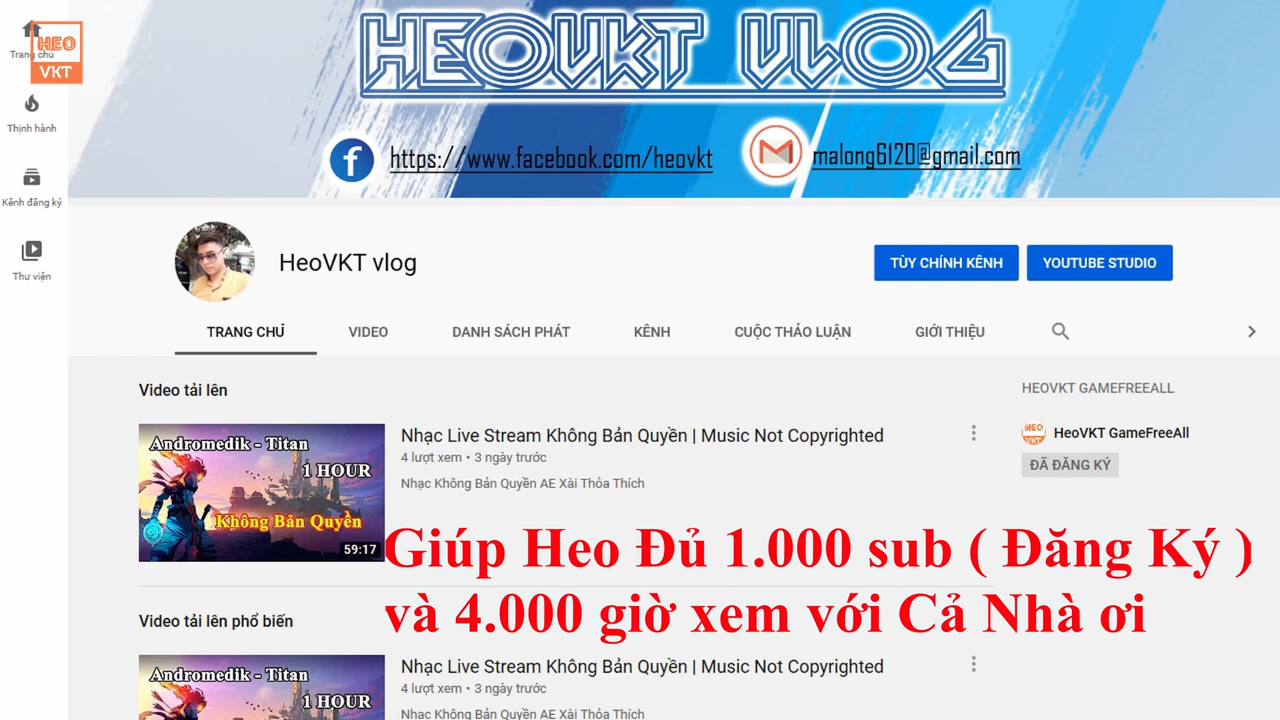 HEOVKT VLOG
https://www.facebook.com/heovkt
malong6120@gmail.com
HEO
VKT
Trang chủ
Thịnh hành
Kênh đăng ký
Thư viện
HeoVKT vlog
TÙY CHỈNH KÊNH
YOUTUBE STUDIO
TRANG CHỦ
VIDEO
DANH SÁCH PHÁT
KÊNH
CUỘC THẢO LUẬN
GIỚI THIỆU
Video tải lên
Andromedik - Titan
1 HOUR
Không Bản Quyền
59:17
Nhạc Live Stream Không Bản Quyền | Music Not Copyrighted
4 lượt xem • 3 ngày trước
Nhạc Không Bản Quyền AE Xài Thỏa Thích
HEOVKT GAMEFREEALL
HEO
VKT
HeoVKT GameFreeAll
ĐÃ ĐĂNG KÝ
Giúp Heo Đủ 1.000 sub ( Đăng Ký )
và 4.000 giờ xem với Cả Nhà ơi
Video tải lên phổ biến
Andromedik - Titan
1 HOUR
Nhạc Live Stream Không Bản Quyền | Music Not Copyrighted
4 lượt xem • 3 ngày trước
Nhạc Không Bản Quyền AE Xài Thỏa Thích